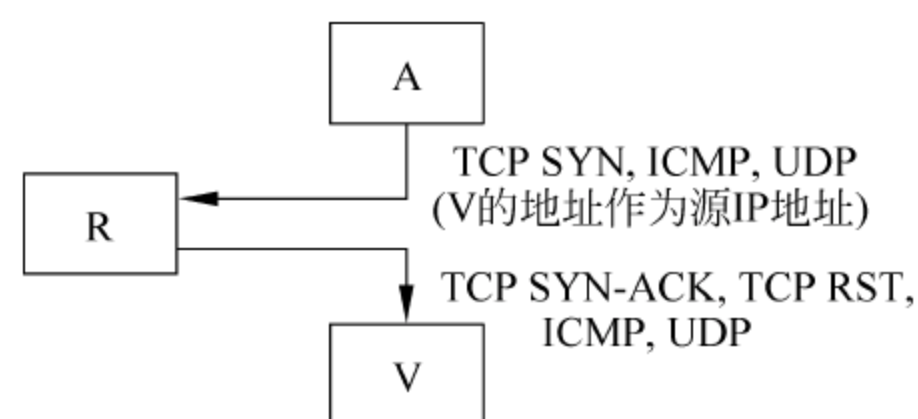 A
TCP SYN, ICMP, UDP
(V的地址作为源IP地址)
R
TCP SYN-ACK, TCP RST,
ICMP, UDP
V